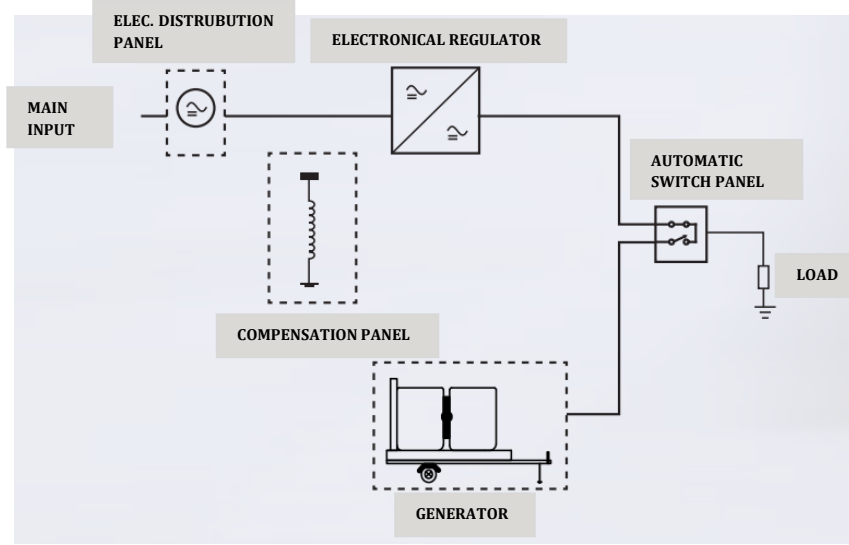 ELEC. DISTRUBUTION
PANEL
ELECTRONICAL REGULATOR
MAIN
INPUT
AUTOMATIC
SWITCH PANEL
LOAD
COMPENSATION PANEL
GENERATOR